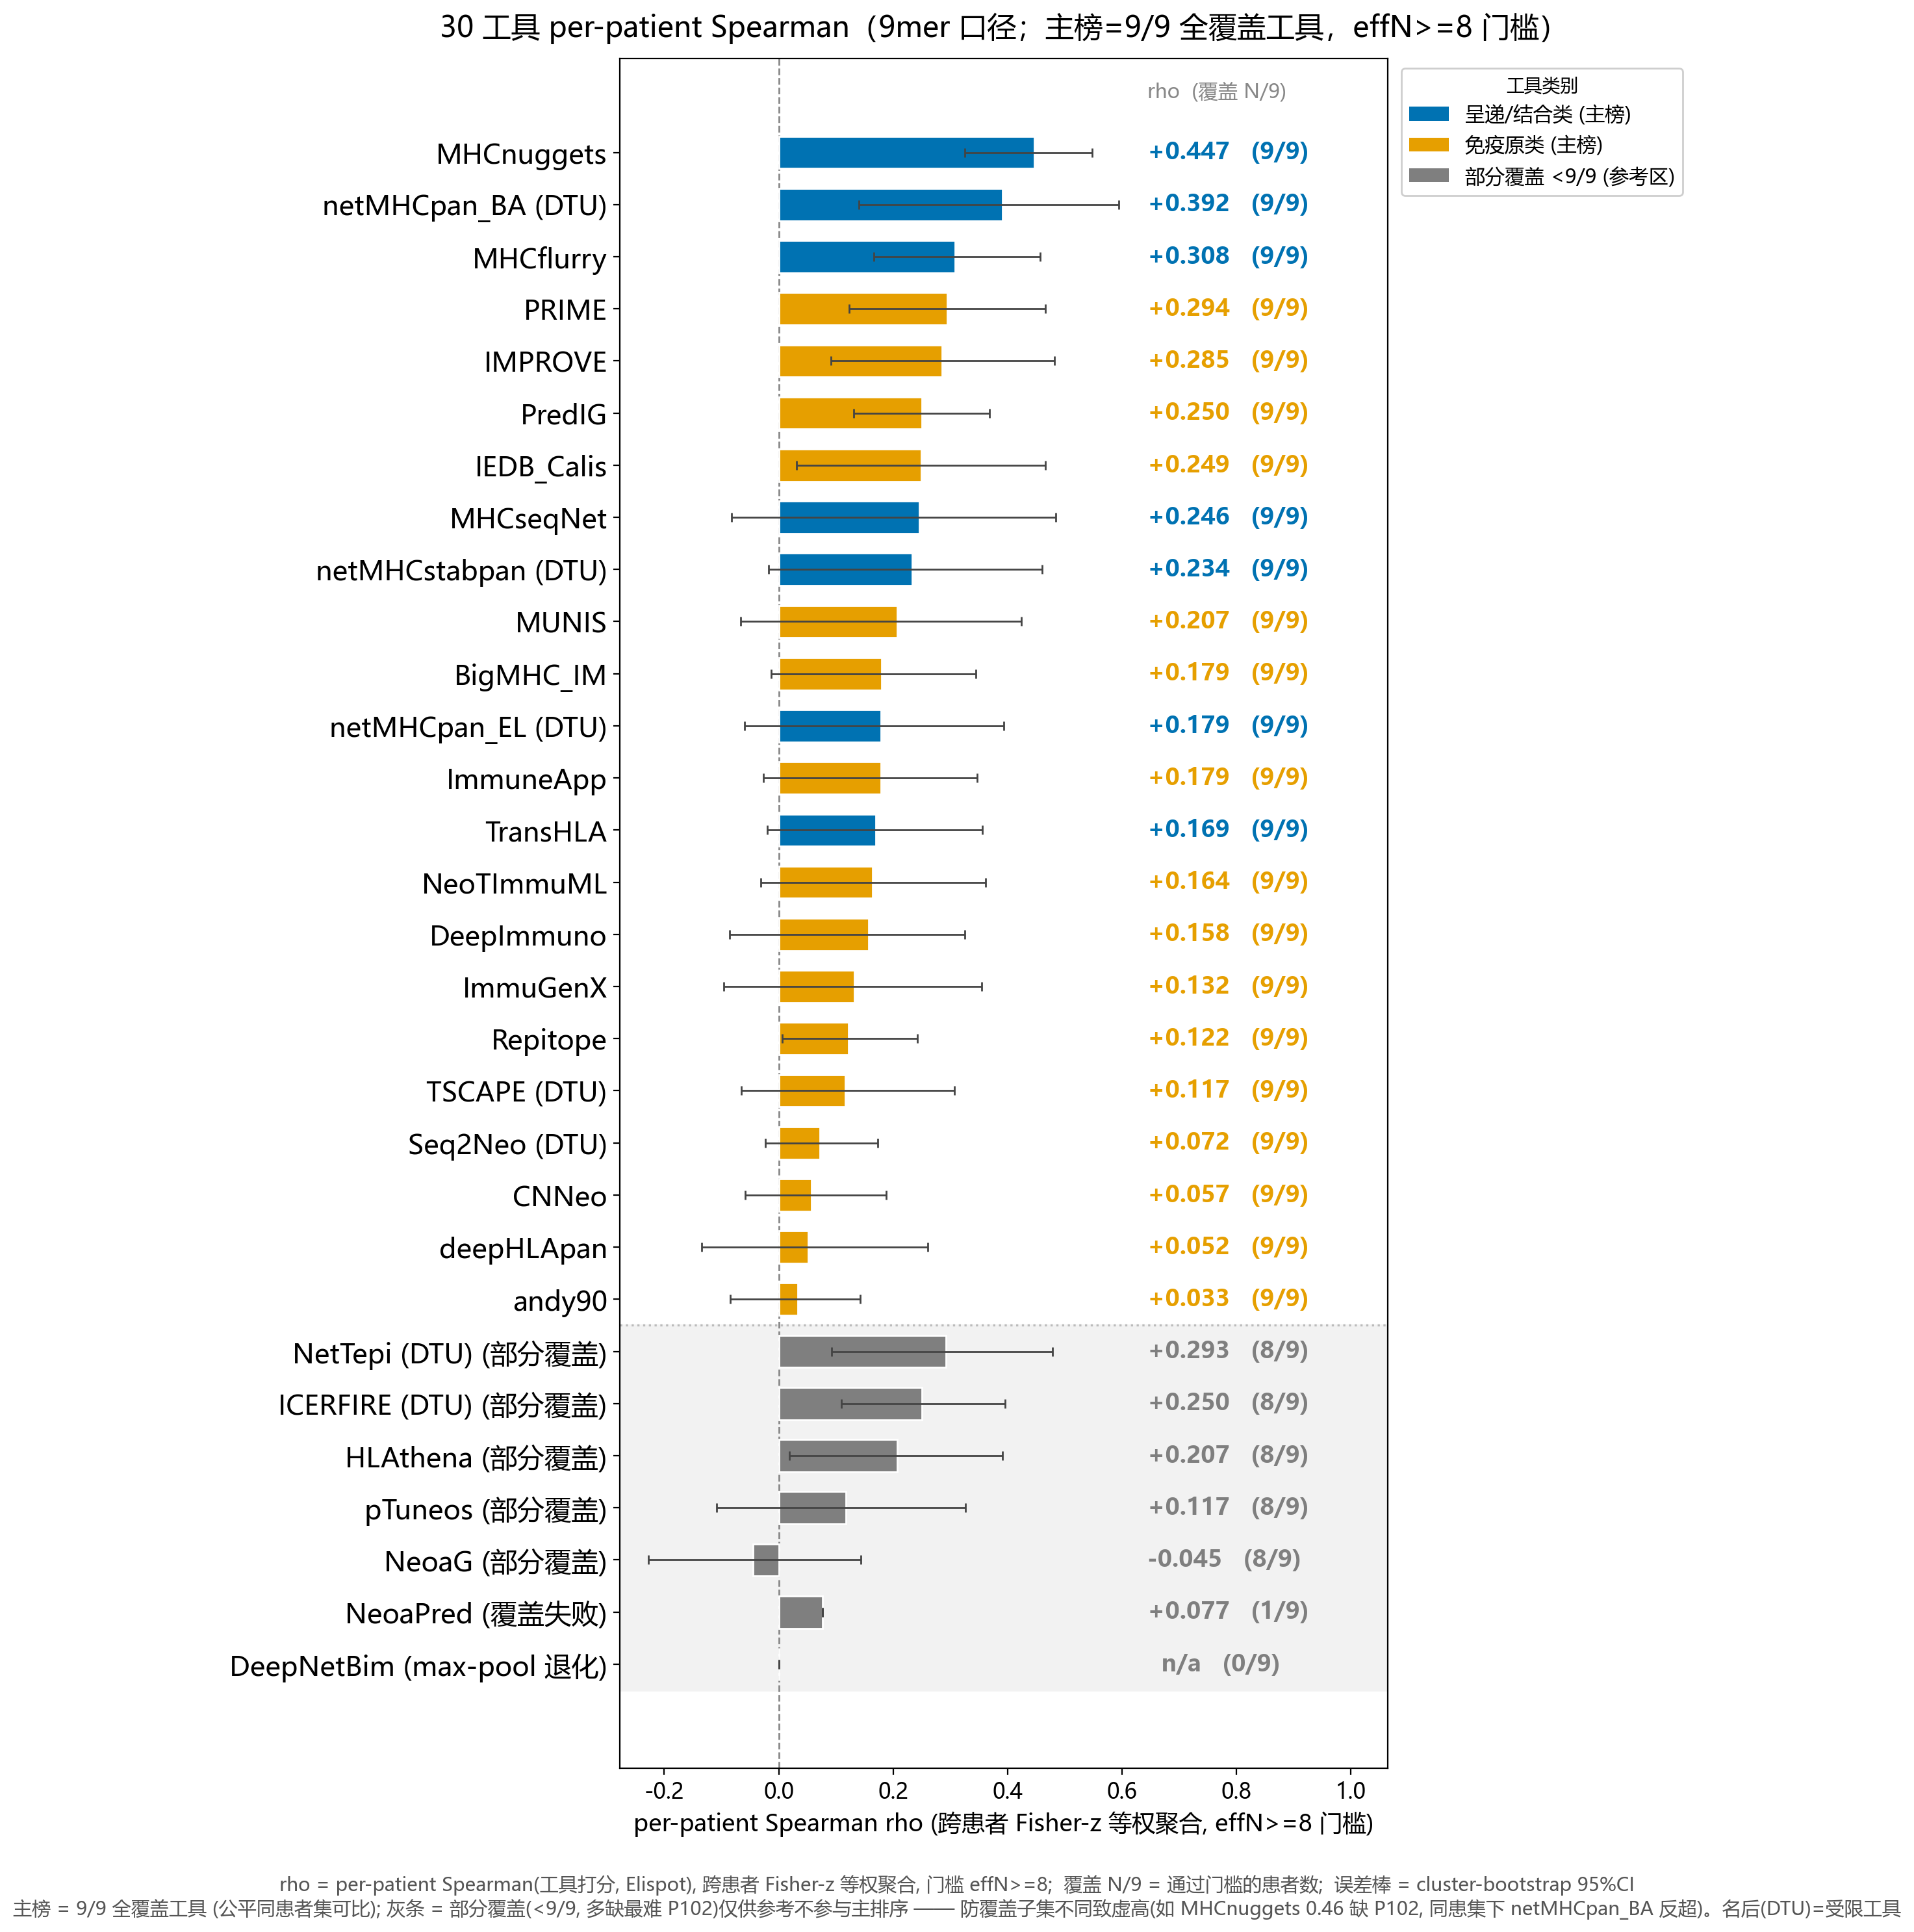 30 工具 per-patient Spearman（9mer 口径；主榜=9/9 全覆盖工具，effN>=8 门槛）
rho (覆盖 N/9)
工具类别
呈递/结合类 (主榜)
免疫原类 (主榜)
部分覆盖 <9/9 (参考区)
MHCnuggets +0.447 (9/9)
netMHCpan_BA (DTU) +0.392 (9/9)
MHCflurry +0.308 (9/9)
PRIME +0.294 (9/9)
IMPROVE +0.285 (9/9)
PredIG +0.250 (9/9)
IEDB_Calis +0.249 (9/9)
MHCseqNet +0.246 (9/9)
netMHCstabpan (DTU) +0.234 (9/9)
MUNIS +0.207 (9/9)
BigMHC_IM +0.179 (9/9)
netMHCpan_EL (DTU) +0.179 (9/9)
ImmuneApp +0.179 (9/9)
TransHLA +0.169 (9/9)
NeoTImmuML +0.164 (9/9)
DeepImmuno +0.158 (9/9)
ImmuGenX +0.132 (9/9)
Repitope +0.122 (9/9)
TSCAPE (DTU) +0.117 (9/9)
Seq2Neo (DTU) +0.072 (9/9)
CNNeo +0.057 (9/9)
deepHLApan +0.052 (9/9)
andy90 +0.033 (9/9)
NetTepi (DTU) (部分覆盖) +0.293 (8/9)
ICERFIRE (DTU) (部分覆盖) +0.250 (8/9)
HLAthena (部分覆盖) +0.207 (8/9)
pTuneos (部分覆盖) +0.117 (8/9)
NeoaG (部分覆盖) -0.045 (8/9)
NeoaPred (覆盖失败) +0.077 (1/9)
DeepNetBim (max-pool 退化) n/a (0/9)
-0.2 0.0 0.2 0.4 0.6 0.8 1.0
per-patient Spearman rho (跨患者 Fisher-z 等权聚合, effN>=8 门槛)
rho = per-patient Spearman(工具打分, Elispot), 跨患者 Fisher-z 等权聚合, 门槛 effN>=8; 覆盖 N/9 = 通过门槛的患者数; 误差棒 = cluster-bootstrap 95%CI
主榜 = 9/9 全覆盖工具 (公平同患者集可比); 灰条 = 部分覆盖(<9/9, 多缺最难 P102)仅供参考不参与主排序 —— 防覆盖子集不同致虚高(如 MHCnuggets 0.46 缺 P102, 同患集下 netMHCpan_BA 反超)。名后(DTU)=受限工具